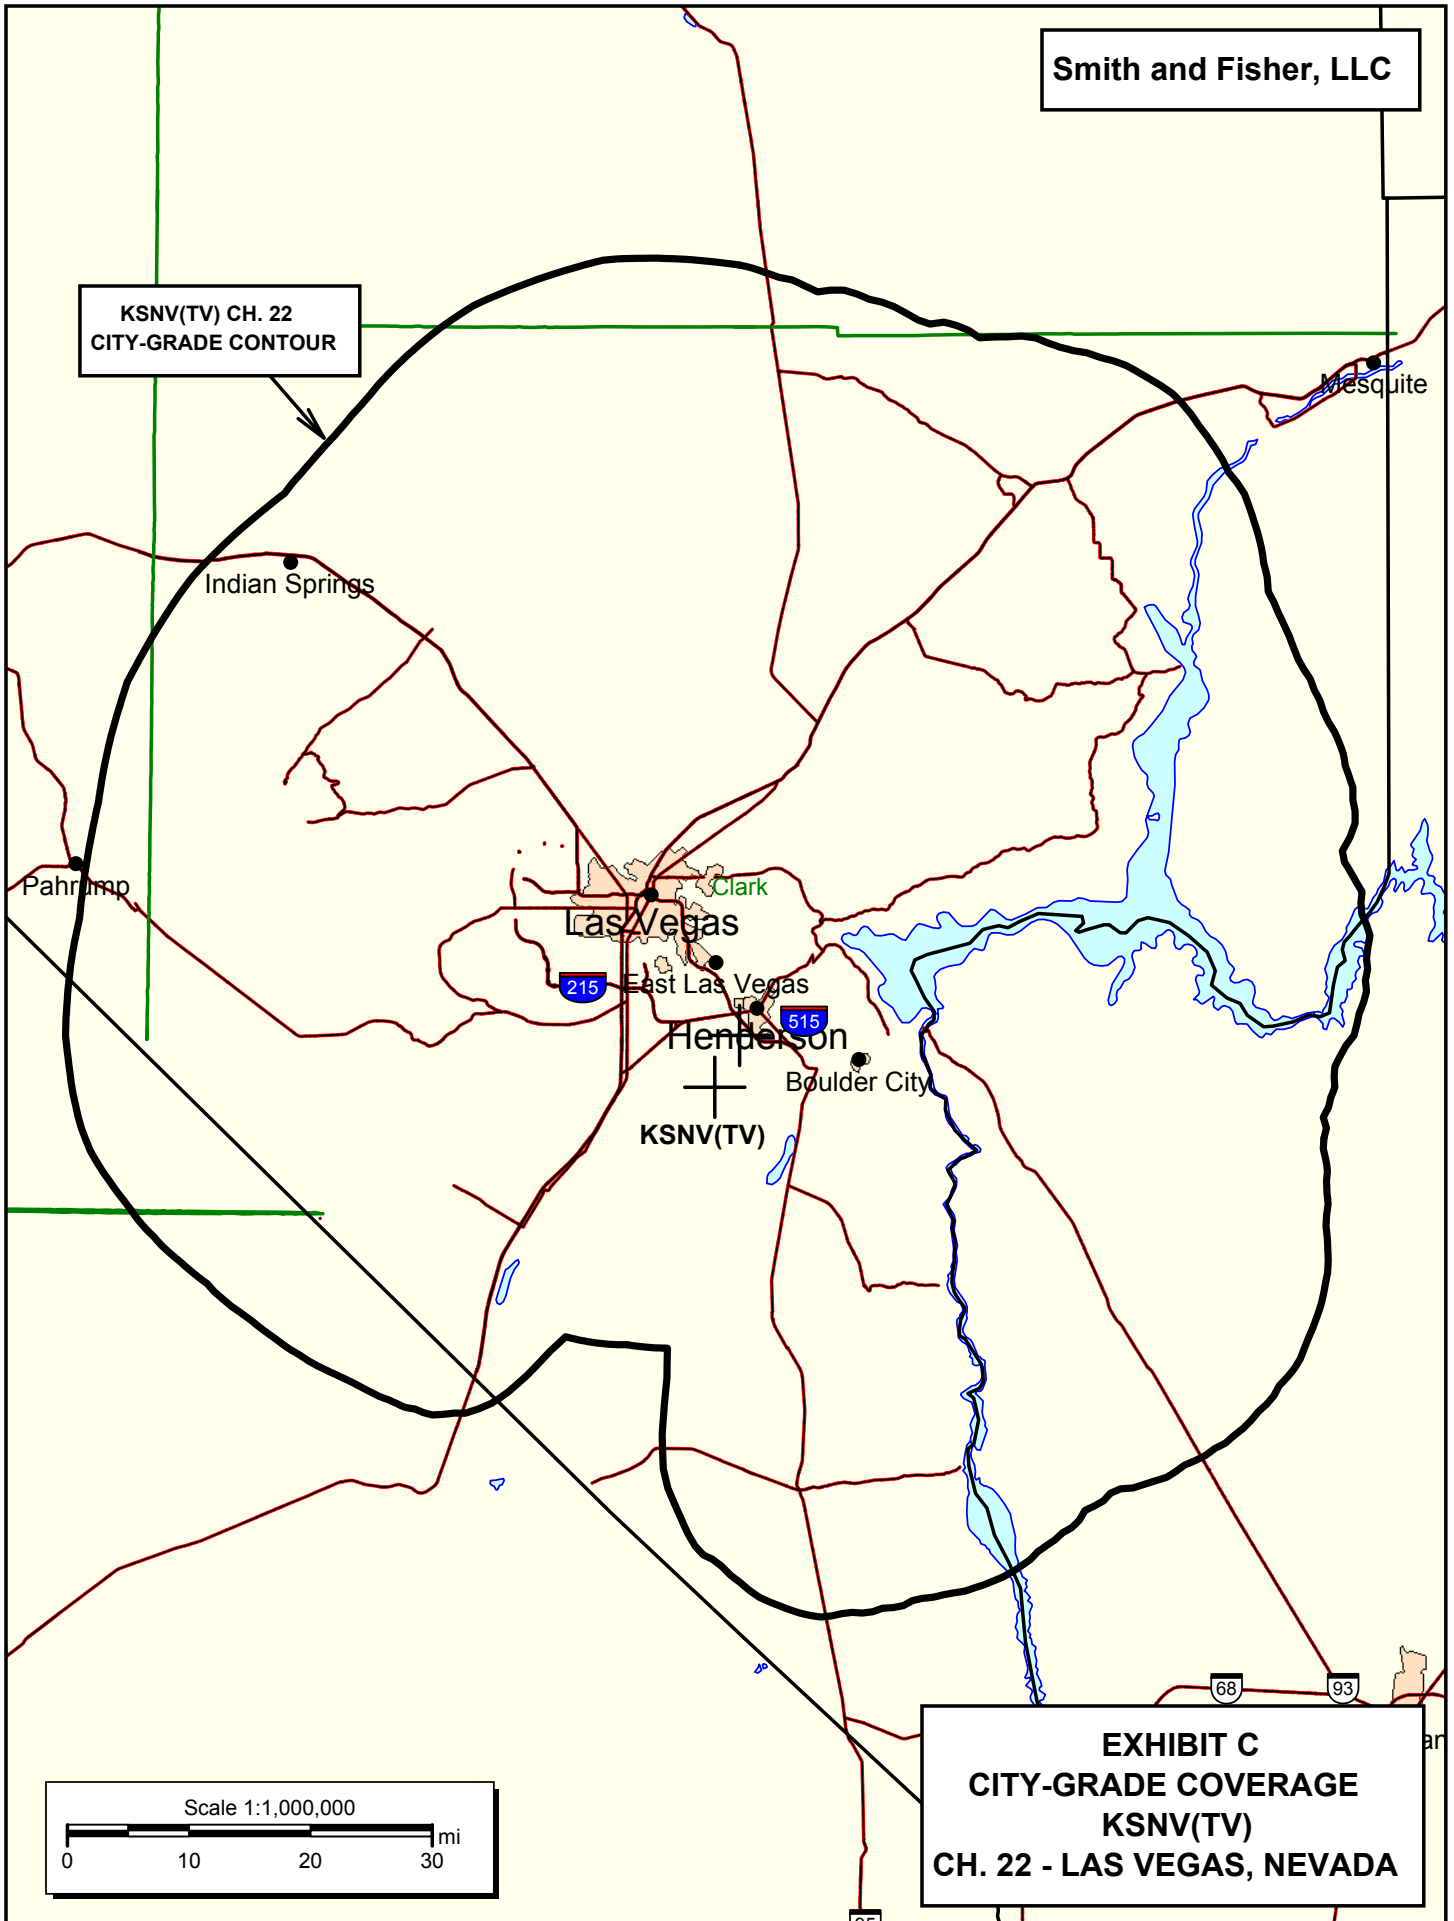 Smith and Fisher, LLC
KSNV(TV) CH. 22
CITY-GRADE CONTOUR
Mesquite
Indian Springs
Pahrump
Clark
Las Vegas
East Las Vegas
215
515
Henderson
Boulder City
KSNV(TV)
68
93
EXHIBIT C
CITY-GRADE COVERAGE
KSNV(TV)
CH. 22 - LAS VEGAS, NEVADA
Scale 1:1,000,000
mi
0 10 20 30